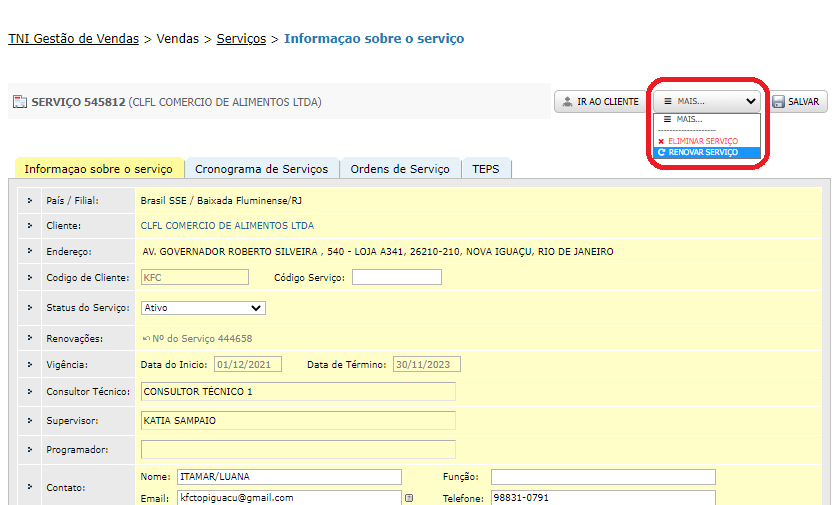 TNI Gestão de Vendas > Vendas > Serviços > Informaçao sobre o serviço
SERVIÇO 545812 (CLFL COMERCIO DE ALIMENTOS LTDA)
IR AO CLIENTE
≡ MAIS...
SALVAR
≡ MAIS...
--------------------
× ELIMINAR SERVIÇO
RENOVAR SERVIÇO
Informaçao sobre o serviço
Cronograma de Serviços
Ordens de Serviço
TEPS
País / Filial: Brasil SSE / Baixada Fluminense/RJ
Cliente: CLFL COMERCIO DE ALIMENTOS LTDA
Endereço: AV. GOVERNADOR ROBERTO SILVEIRA , 540 - LOJA A341, 26210-210, NOVA IGUAÇU, RIO DE JANEIRO
Codigo de Cliente: KFC Código Serviço:
Status do Serviço: Ativo
Renovações: Nº do Serviço 444658
Vigência: Data do Inicio: 01/12/2021 Data de Término: 30/11/2023
Consultor Técnico: CONSULTOR TÉCNICO 1
Supervisor: KATIA SAMPAIO
Programador:
Contato:
Nome: ITAMAR/LUANA Função:
Email: kfctopiguacu@gmail.com Telefone: 98831-0791